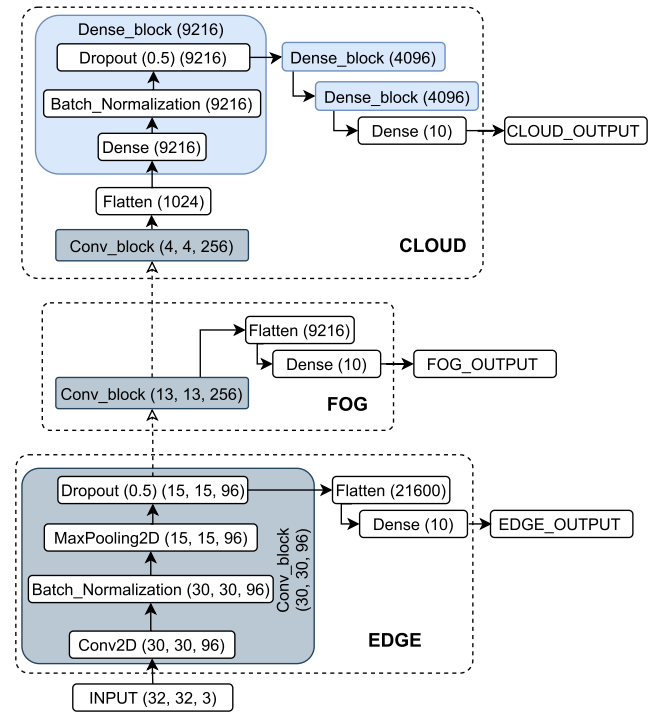 Dense_block (9216)
Dropout (0.5) (9216)
Batch_Normalization (9216)
Dense (9216)
Flatten (1024)
Conv_block (4, 4, 256)
Dense_block (4096)
Dense_block (4096)
Dense (10)
CLOUD_OUTPUT
CLOUD
Flatten (9216)
Dense (10)
FOG_OUTPUT
Conv_block (13, 13, 256)
FOG
Dropout (0.5) (15, 15, 96)
MaxPooling2D (15, 15, 96)
Batch_Normalization (30, 30, 96)
Conv2D (30, 30, 96)
Conv_block
(30, 30, 96)
Flatten (21600)
Dense (10)
EDGE_OUTPUT
EDGE
INPUT (32, 32, 3)